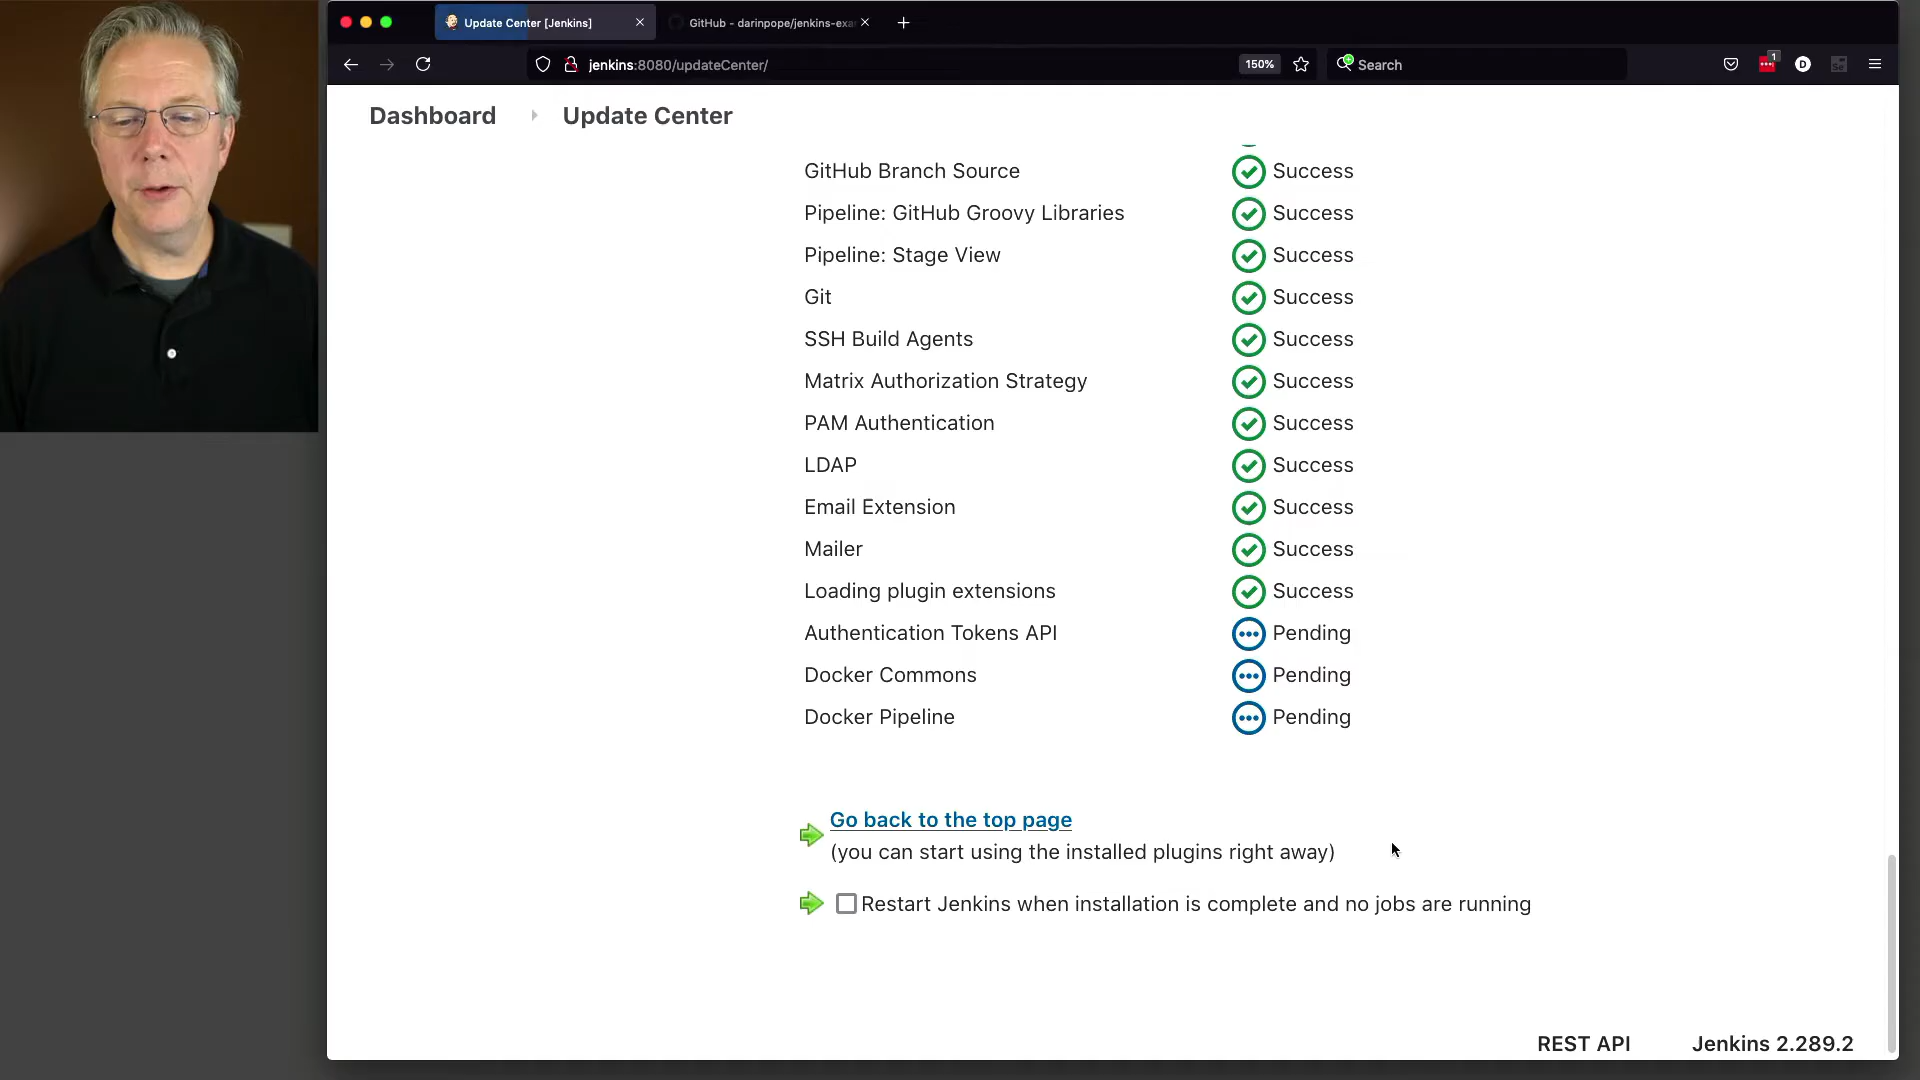 Update Center [Jenkins]
GitHub - darinpope/jenkins-exa
jenkins:8080/updateCenter/
150%
Search
1
D
Dashboard
Update Center
GitHub Branch Source Success
Pipeline: GitHub Groovy Libraries Success
Pipeline: Stage View Success
Git Success
SSH Build Agents Success
Matrix Authorization Strategy Success
PAM Authentication Success
LDAP Success
Email Extension Success
Mailer Success
Loading plugin extensions Success
Authentication Tokens API Pending
Docker Commons Pending
Docker Pipeline Pending
Go back to the top page
(you can start using the installed plugins right away)
Restart Jenkins when installation is complete and no jobs are running
REST API
Jenkins 2.289.2